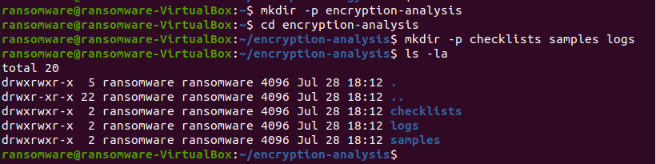 ransomware@ransomware-VirtualBox:~$ mkdir -p encryption-analysis
ransomware@ransomware-VirtualBox:~$ cd encryption-analysis
ransomware@ransomware-VirtualBox:~/encryption-analysis$ mkdir -p checklists samples logs
ransomware@ransomware-VirtualBox:~/encryption-analysis$ ls -la
total 20
drwxrwxr-x  5 ransomware ransomware 4096 Jul 28 18:12 .
drwxr-xr-x 22 ransomware ransomware 4096 Jul 28 18:12 ..
drwxrwxr-x  2 ransomware ransomware 4096 Jul 28 18:12 checklists
drwxrwxr-x  2 ransomware ransomware 4096 Jul 28 18:12 logs
drwxrwxr-x  2 ransomware ransomware 4096 Jul 28 18:12 samples
ransomware@ransomware-VirtualBox:~/encryption-analysis$